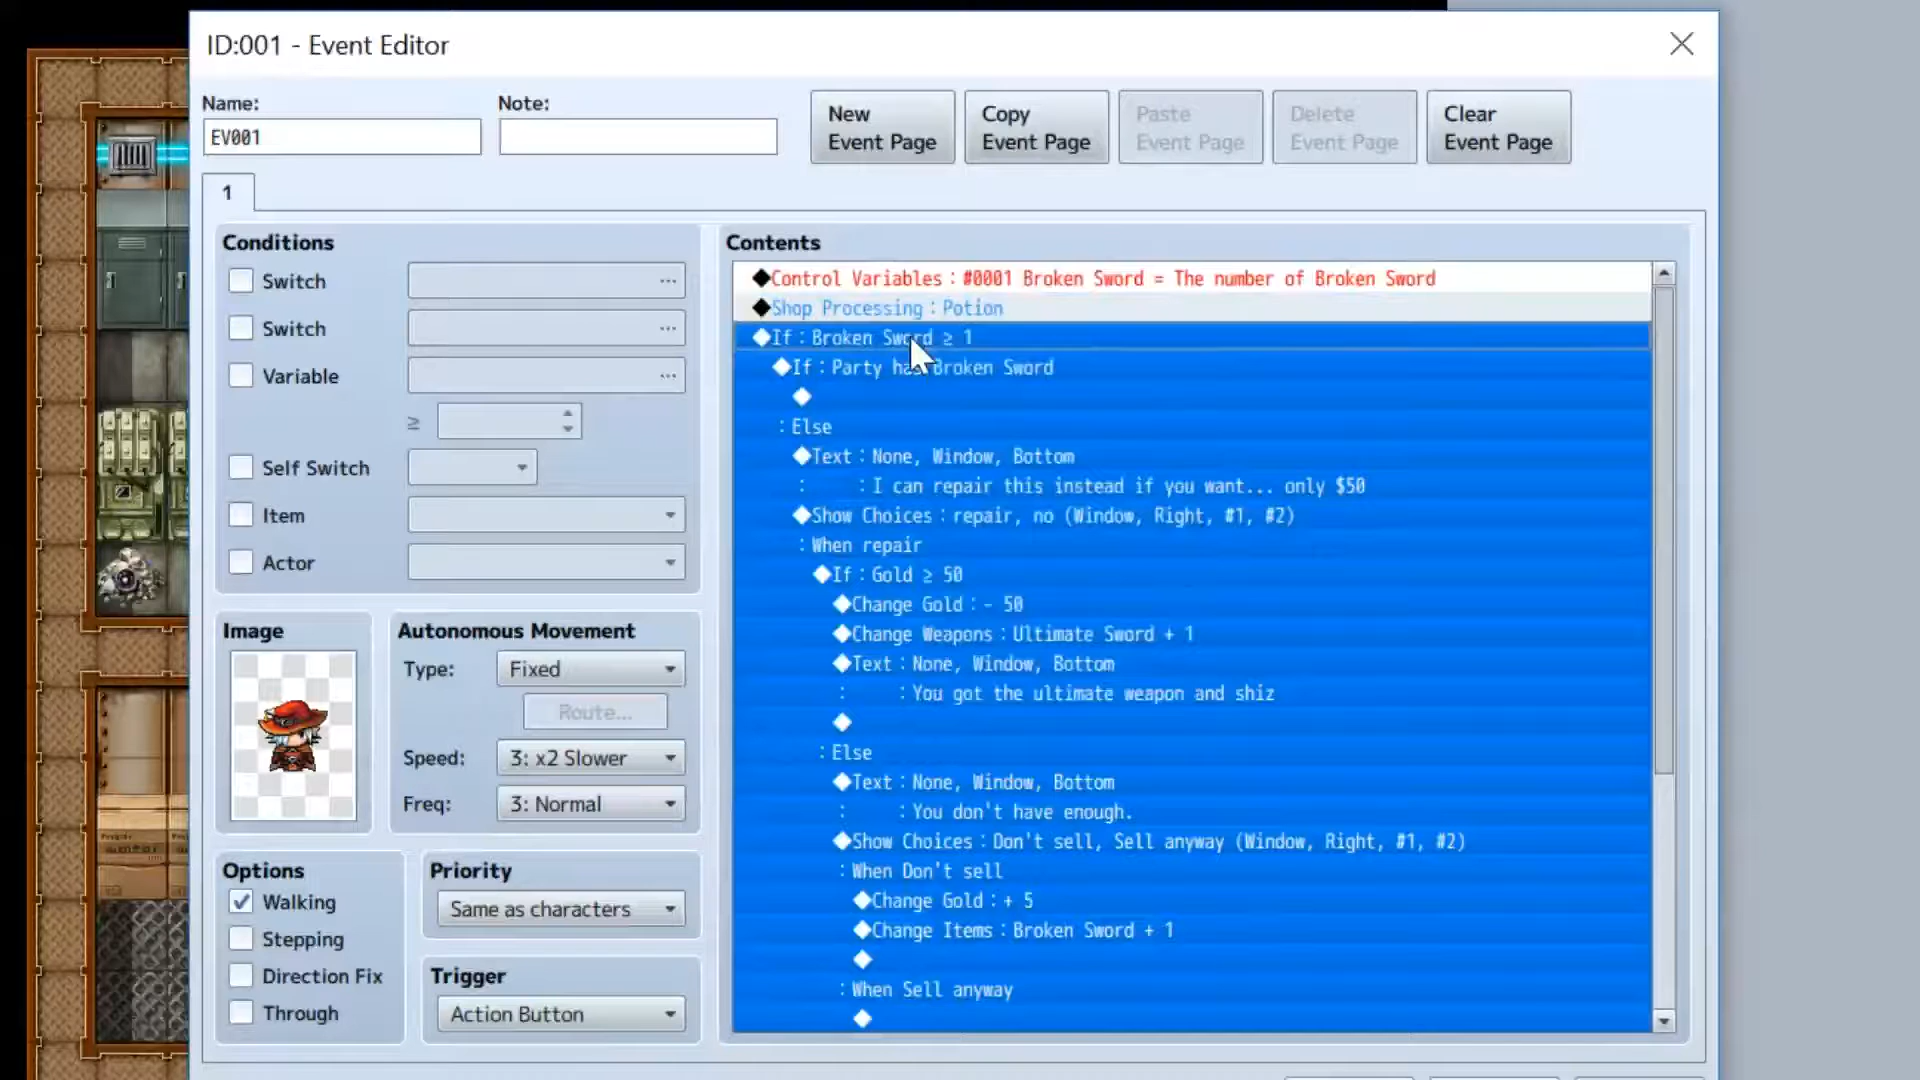 ID:001 - Event Editor
Name:
Note:
EV001
New
Event Page
Copy
Event Page
Paste
Event Page
Delete
Event Page
Clear
Event Page
1
Conditions
Switch
...
Switch
...
Variable
...
≥
Self Switch
Item
Actor
Image
Autonomous Movement
Type:
Fixed
Route...
Speed:
3: x2 Slower
Freq:
3: Normal
Options
Walking
Stepping
Direction Fix
Through
Priority
Same as characters
Trigger
Action Button
Contents
◆Control Variables : #0001 Broken Sword = The number of Broken Sword
◆Shop Processing : Potion
◆If : Broken Sword ≥ 1
◆If : Party has Broken Sword
◆
: Else
◆Text : None, Window, Bottom
: : I can repair this instead if you want... only $50
◆Show Choices : repair, no (Window, Right, #1, #2)
: When repair
◆If : Gold ≥ 50
◆Change Gold : - 50
◆Change Weapons : Ultimate Sword + 1
◆Text : None, Window, Bottom
: : You got the ultimate weapon and shiz
◆
: Else
◆Text : None, Window, Bottom
: : You don't have enough.
◆Show Choices : Don't sell, Sell anyway (Window, Right, #1, #2)
: When Don't sell
◆Change Gold : + 5
◆Change Items : Broken Sword + 1
◆
: When Sell anyway
◆